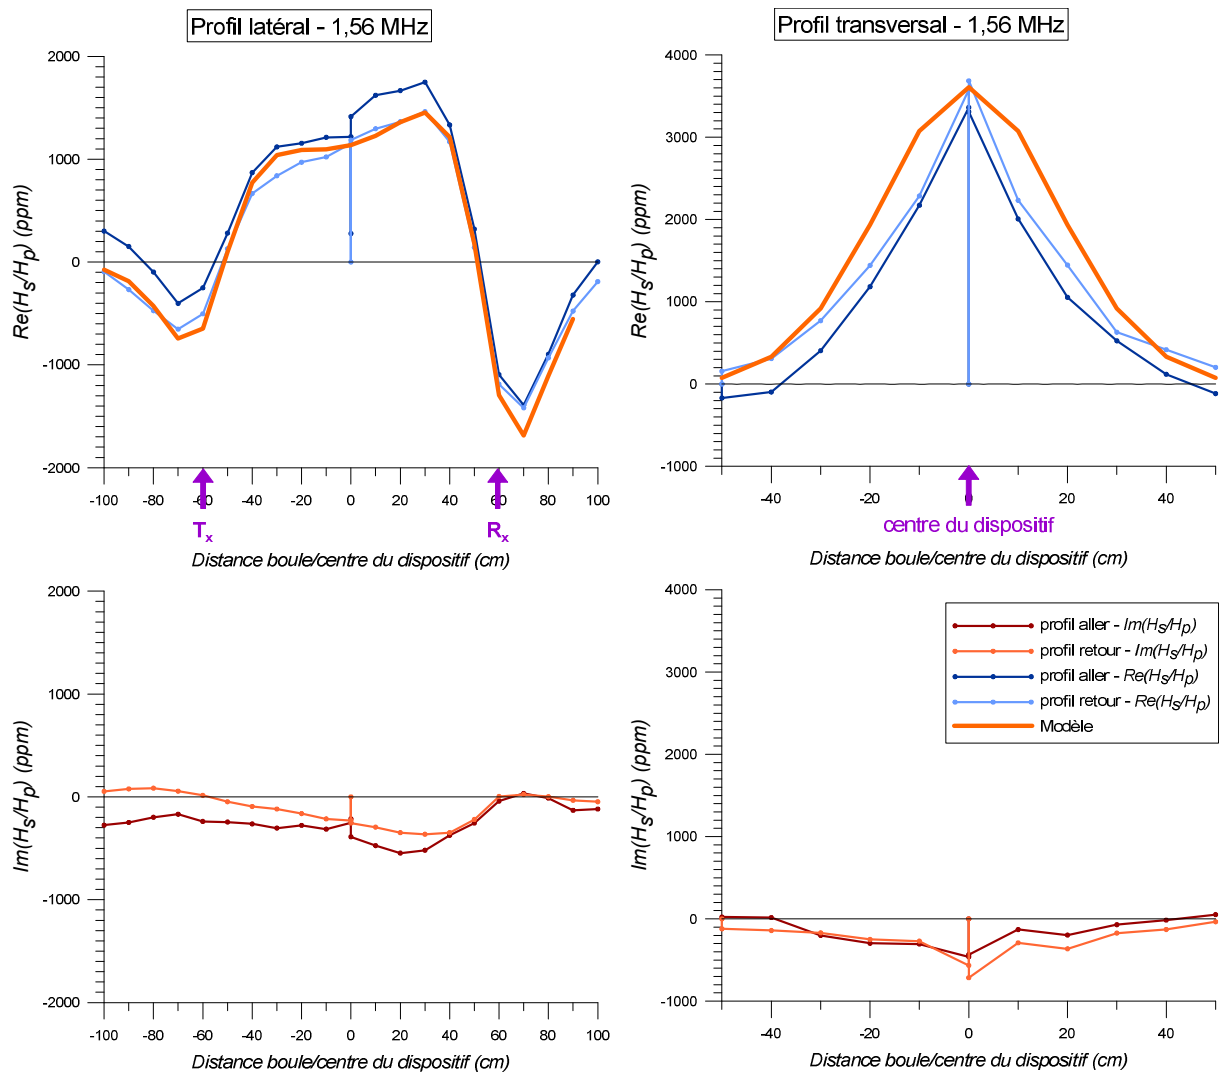 Profil latéral - 1,56 MHz
Profil transversal - 1,56 MHz
2000
1000
0
-1000
-2000
Re(Hs/Hp) (ppm)
-100 -80 -60 -40 -20 0 20 40 60 80 100
Tx
Rx
Distance boule/centre du dispositif (cm)
4000
3000
2000
1000
0
-1000
Re(Hs/Hp) (ppm)
-40 -20 0 20 40
centre du dispositif
Distance boule/centre du dispositif (cm)
2000
1000
0
-1000
-2000
Im(Hs/Hp) (ppm)
-100 -80 -60 -40 -20 0 20 40 60 80 100
Distance boule/centre du dispositif (cm)
4000
3000
2000
1000
0
-1000
Im(Hs/Hp) (ppm)
profil aller - Im(Hs/Hp)
profil retour - Im(Hs/Hp)
profil aller - Re(Hs/Hp)
profil retour - Re(Hs/Hp)
Modèle
-40 -20 0 20 40
Distance boule/centre du dispositif (cm)